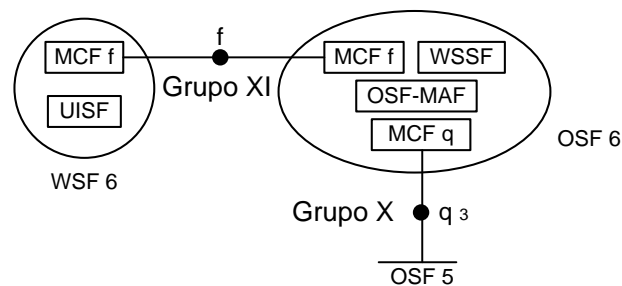 f
MCF f
MCF f
WSSF
Grupo XI
OSF-MAF
UISF
MCF q
OSF 6
WSF 6
Grupo X
q 3
OSF 5